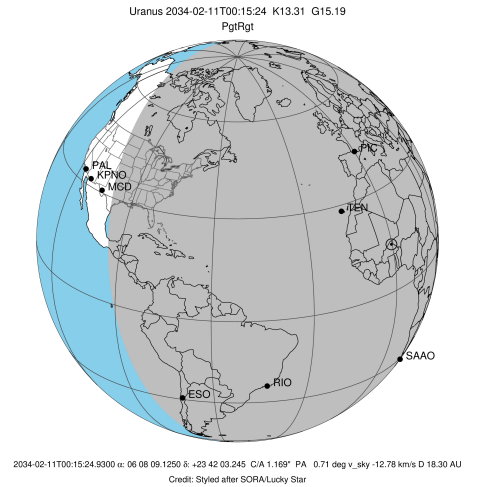 Uranus 2034-02-11T00:15:24 K13.31 G15.19
PgtRgt
PIC
PAL
KPNO
MCD
TEN
SAAO
RIO
ESO
2034-02-11T00:15:24.9300 α: 06 08 09.1250 δ: +23 42 03.245 C/A 1.169" PA 0.71 deg v_sky -12.78 km/s D 18.30 AU
Credit: Styled after SORA/Lucky Star